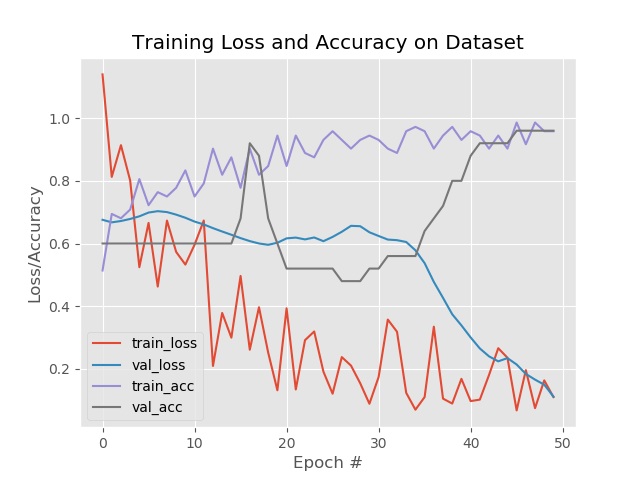 Training Loss and Accuracy on Dataset
Loss/Accuracy
1.0
0.8
0.6
0.4
0.2
train_loss
val_loss
train_acc
val_acc
0 10 20 30 40 50
Epoch #